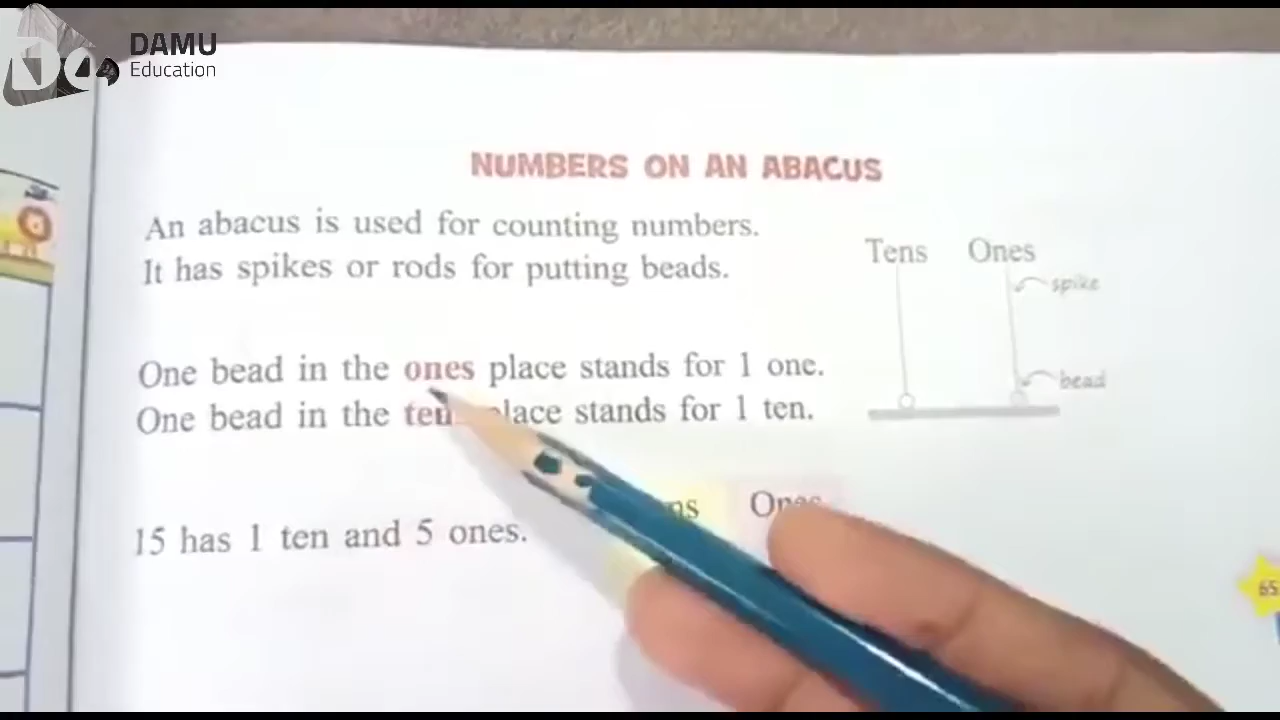 DAMU
Education
NUMBERS ON AN ABACUS
An abacus is used for counting numbers.
It has spikes or rods for putting beads.
Tens Ones
spike
bead
One bead in the ones place stands for 1 one.
One bead in the place stands for 1 ten.
Ones
15 has 1 ten and 5 ones.
65